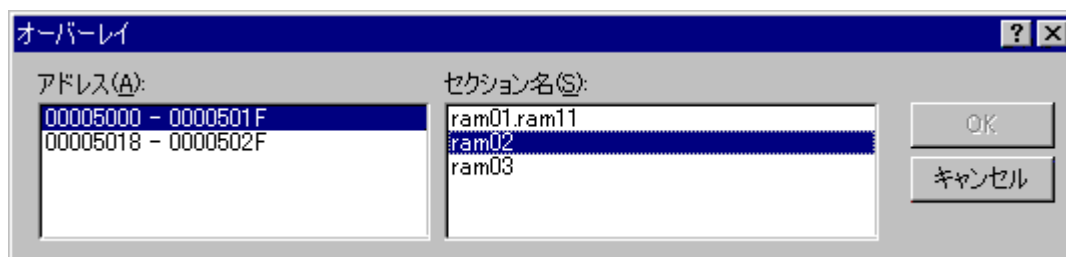 オーバーレイ
アドレス(A):
00005000 - 0000501F
00005018 - 0000502F
セクション名(S):
ram01.ram11
ram02
ram03
OK
キャンセル